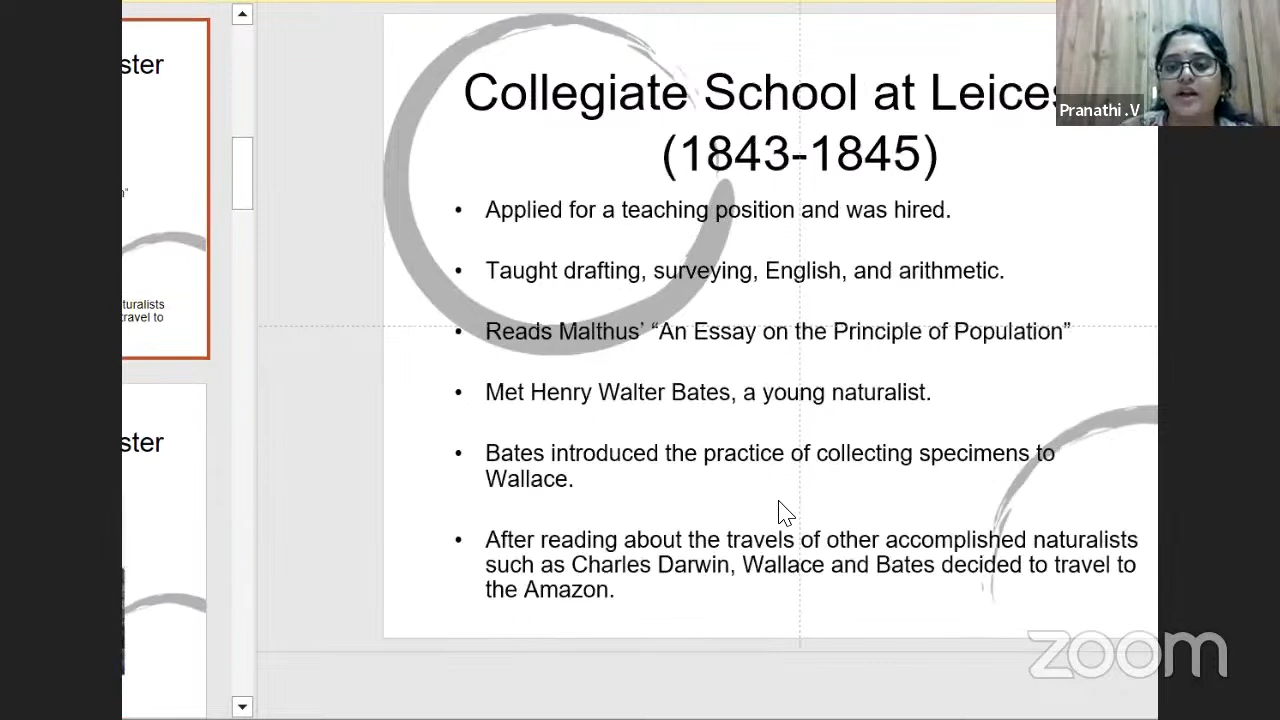 ster
uturalists
travel to
ster
Collegiate School at Leices
(1843-1845)
• Applied for a teaching position and was hired.
• Taught drafting, surveying, English, and arithmetic.
• Reads Malthus’ “An Essay on the Principle of Population”
• Met Henry Walter Bates, a young naturalist.
• Bates introduced the practice of collecting specimens to
Wallace.
• After reading about the travels of other accomplished naturalists
such as Charles Darwin, Wallace and Bates decided to travel to
the Amazon.
Pranathi .V
zoom